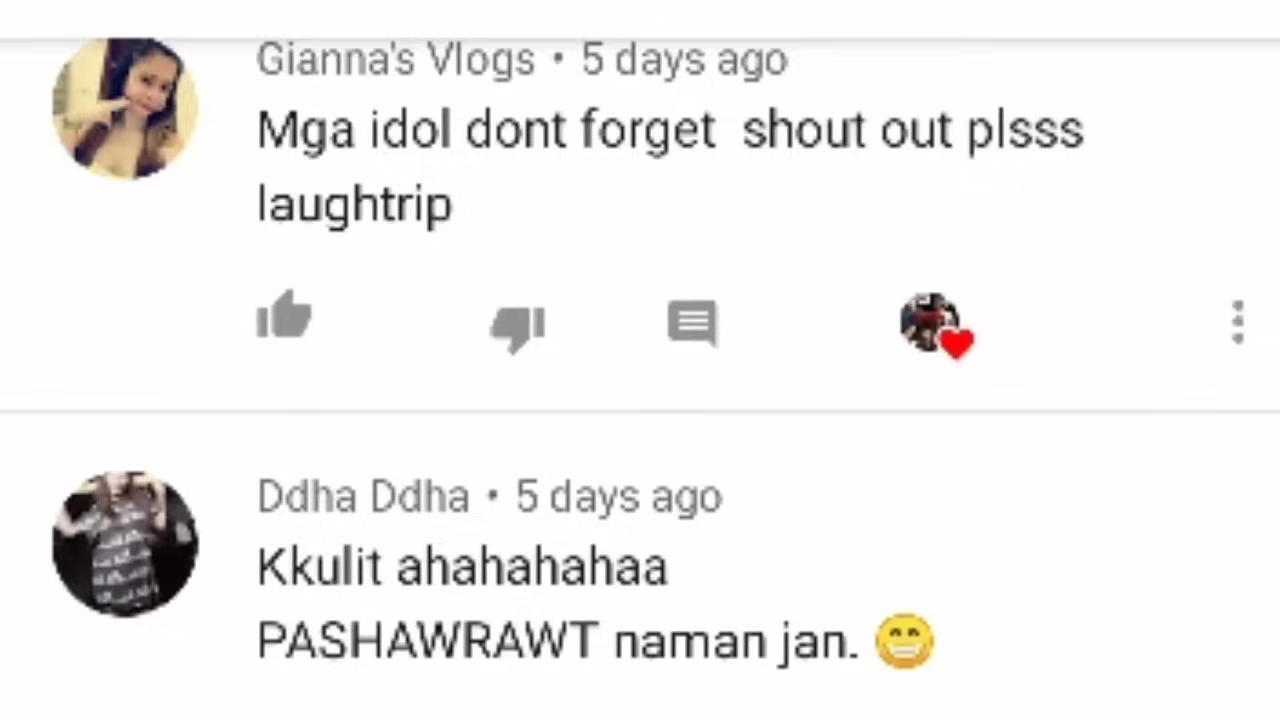 Gianna's Vlogs • 5 days ago
Mga idol dont forget  shout out plsss
laughtrip
Ddha Ddha • 5 days ago
Kkulit ahahahahaa
PASHAWRAWT naman jan. 😁